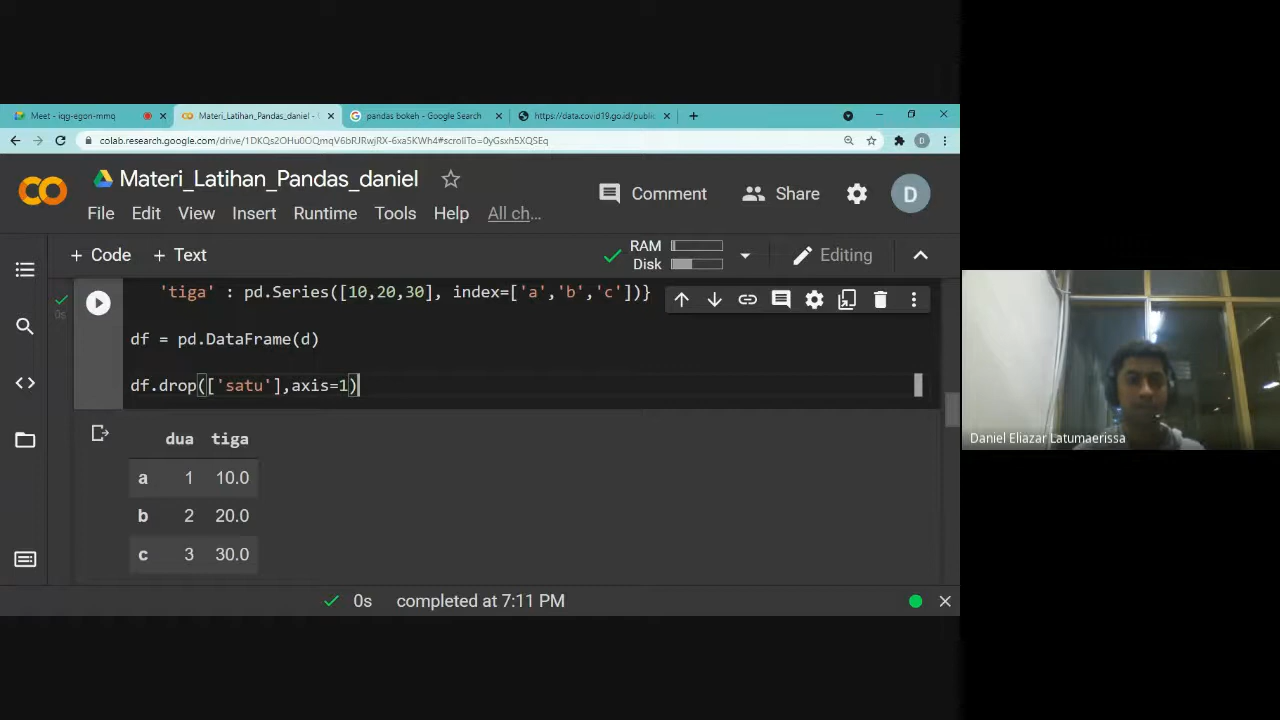 Meet - iqg-egon-mmq
Materi_Latihan_Pandas_daniel -
pandas bokeh - Google Search
https://data.covid19.go.id/public
colab.research.google.com/drive/1DKQs2OHu0OQmqV6bRJRwjRX-6xa5KWh4#scrollTo=0yGsxh5XQSEq
D
Materi_Latihan_Pandas_daniel
Comment
Share
D
File Edit View Insert Runtime Tools Help All ch...
+ Code + Text
RAM
Disk
Editing
'tiga' : pd.Series([10,20,30], index=['a','b','c'])}
0s
df = pd.DataFrame(d)
df.drop(['satu'],axis=1)
dua tiga
a 1 10.0
b 2 20.0
c 3 30.0
0s completed at 7:11 PM
Daniel Eliazar Latumaerissa